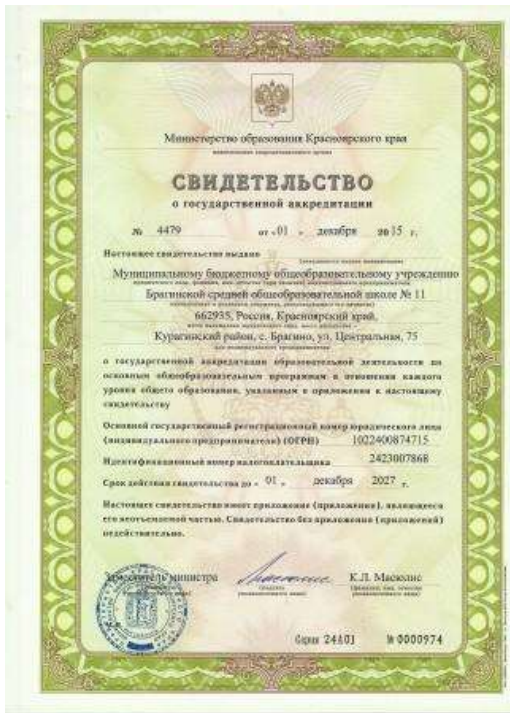 Министерство образования Красноярского края
наименование аккредитационного органа
СВИДЕТЕЛЬСТВО
о государственной аккредитации
№ 4479 от «01» декабря 2015 г.
Настоящее свидетельство выдано
Муниципальному бюджетному общеобразовательному учреждению
Брагинской средней общеобразовательной школе № 11
662935, Россия, Красноярский край,
Курагинский район, с. Брагино, ул. Центральная, 75
о государственной аккредитации образовательной деятельности по
основным общеобразовательным программам в отношении каждого
уровня общего образования, указанным в приложении к настоящему
свидетельству
Основной государственный регистрационный номер юридического лица
(индивидуального предпринимателя) (ОГРН) 1022400874715
Идентификационный номер налогоплательщика 2423007868
Срок действия свидетельства до «01» декабря 2027 г.
Настоящее свидетельство имеет приложение (приложения), являющееся
его неотъемлемой частью. Свидетельство без приложения (приложений)
недействительно.
Заместитель министра К.Л. Масюлис
Серия 24А01 № 0000974